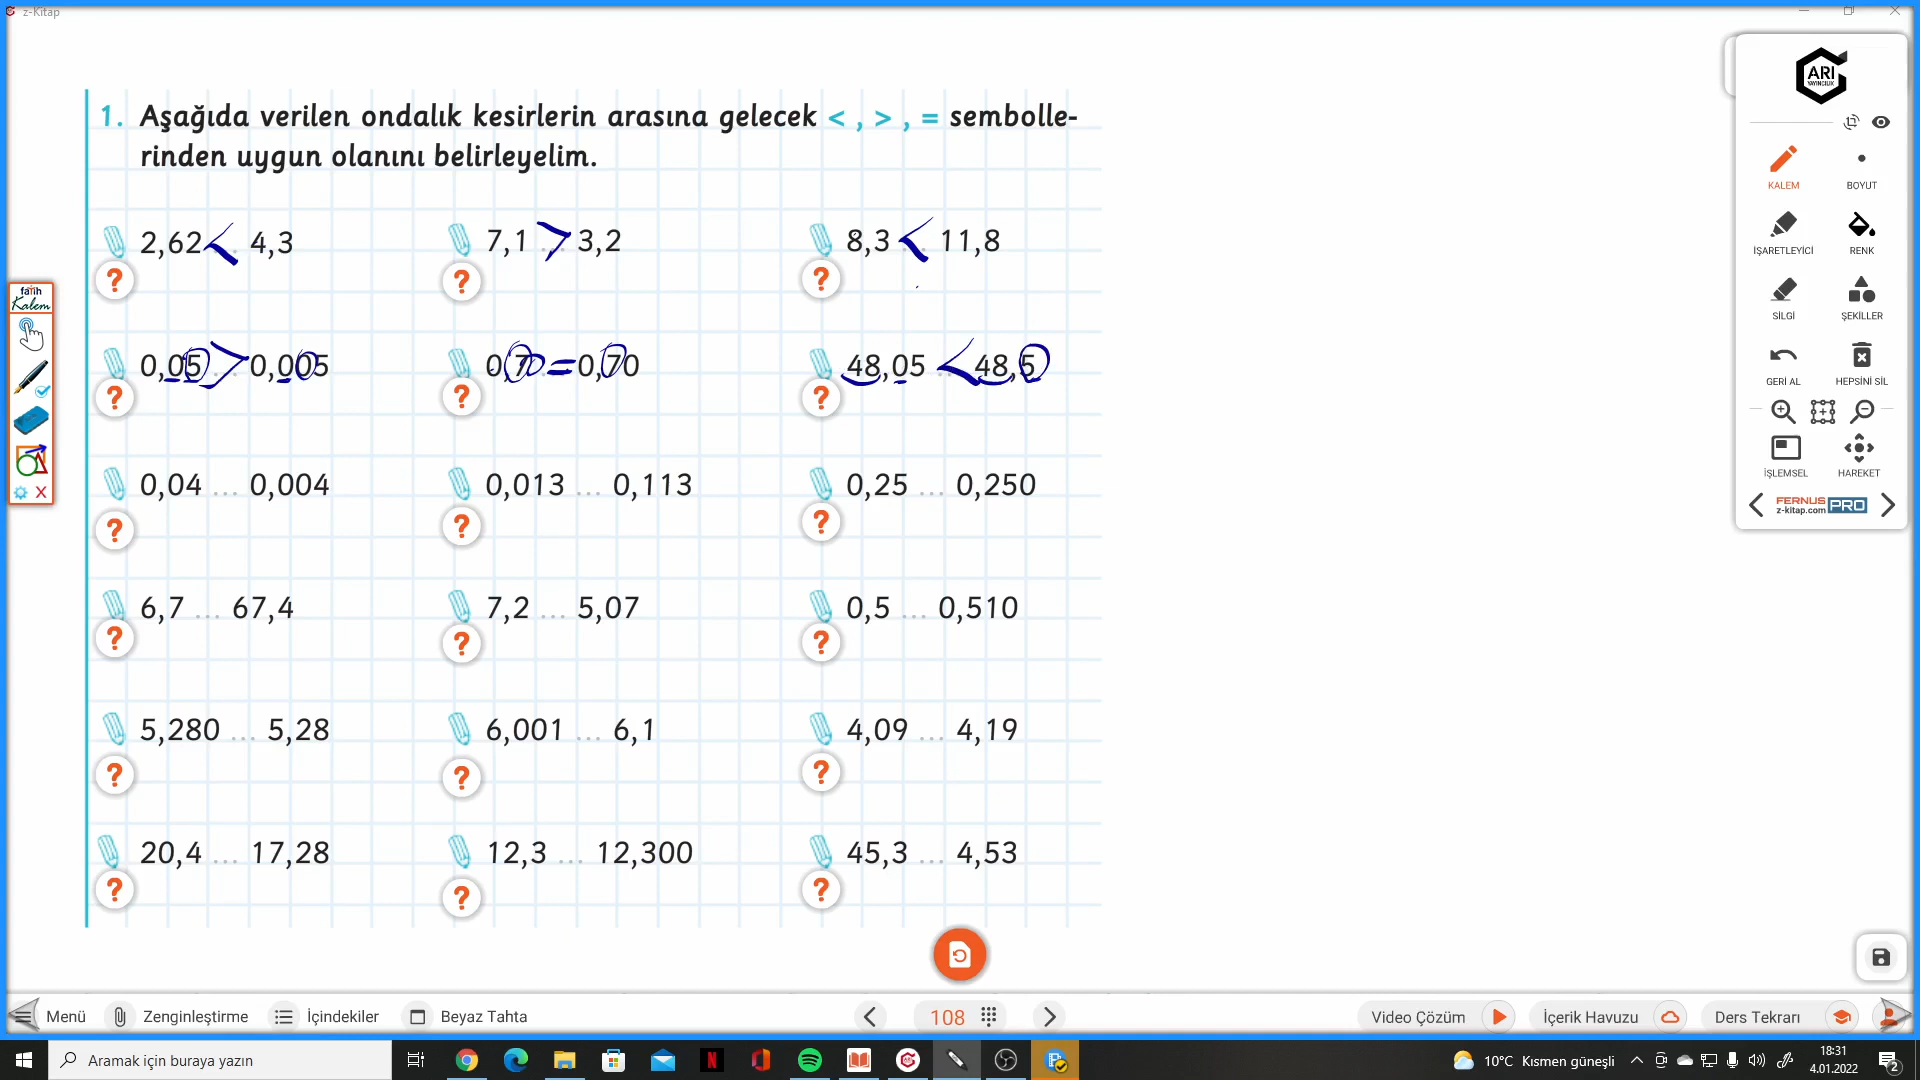 z-Kitap
1. Aşağıda verilen ondalık kesirlerin arasına gelecek < , > , = sembolle-
rinden uygun olanını belirleyelim.
2,62 < 4,3
7,1 > 3,2
8,3 < 11,8
?
?
?
0,05 > 0,005
0,70 = 0,70
48,05 < 48,5
?
?
?
0,04 ... 0,004
0,013 ... 0,113
0,25 ... 0,250
?
?
?
6,7 ... 67,4
7,2 ... 5,07
0,5 ... 0,510
?
?
?
5,280 ... 5,28
6,001 ... 6,1
4,09 ... 4,19
?
?
?
20,4 ... 17,28
12,3 ... 12,300
45,3 ... 4,53
?
?
?
fatih
Kalem
X
ARI
YAYINCILIK
KALEM
BOYUT
İŞARETLEYİCİ
RENK
SİLGİ
ŞEKİLLER
GERİ AL
HEPSİNİ SİL
İŞLEMSEL
HAREKET
FERNUS
z-kitap.com
PRO
Menü
Zenginleştirme
İçindekiler
Beyaz Tahta
108
Video Çözüm
İçerik Havuzu
Ders Tekrarı
Aramak için buraya yazın
N
10°C Kısmen güneşli
18:31
4.01.2022
2